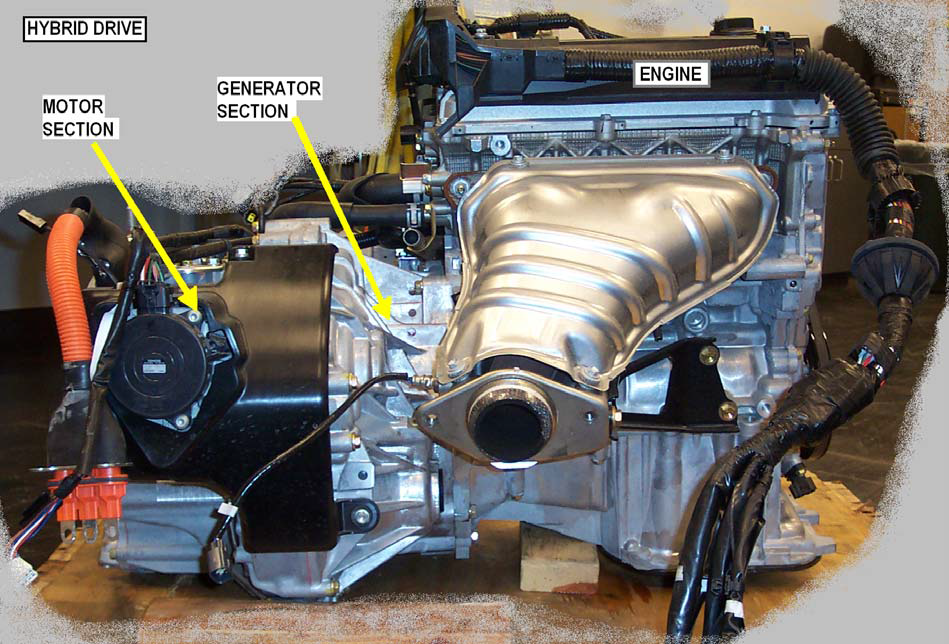 HYBRID DRIVE
MOTOR
SECTION
GENERATOR
SECTION
ENGINE